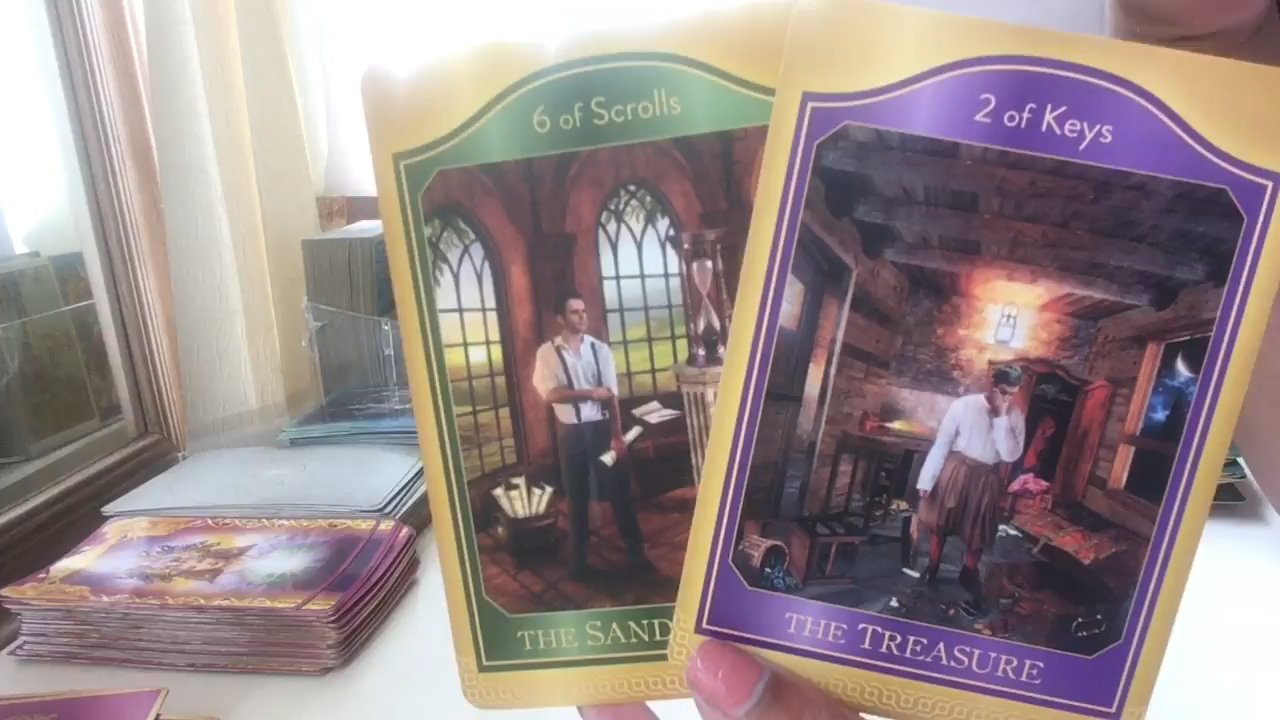 6 of Scrolls
THE SAND
2 of Keys
THE TREASURE